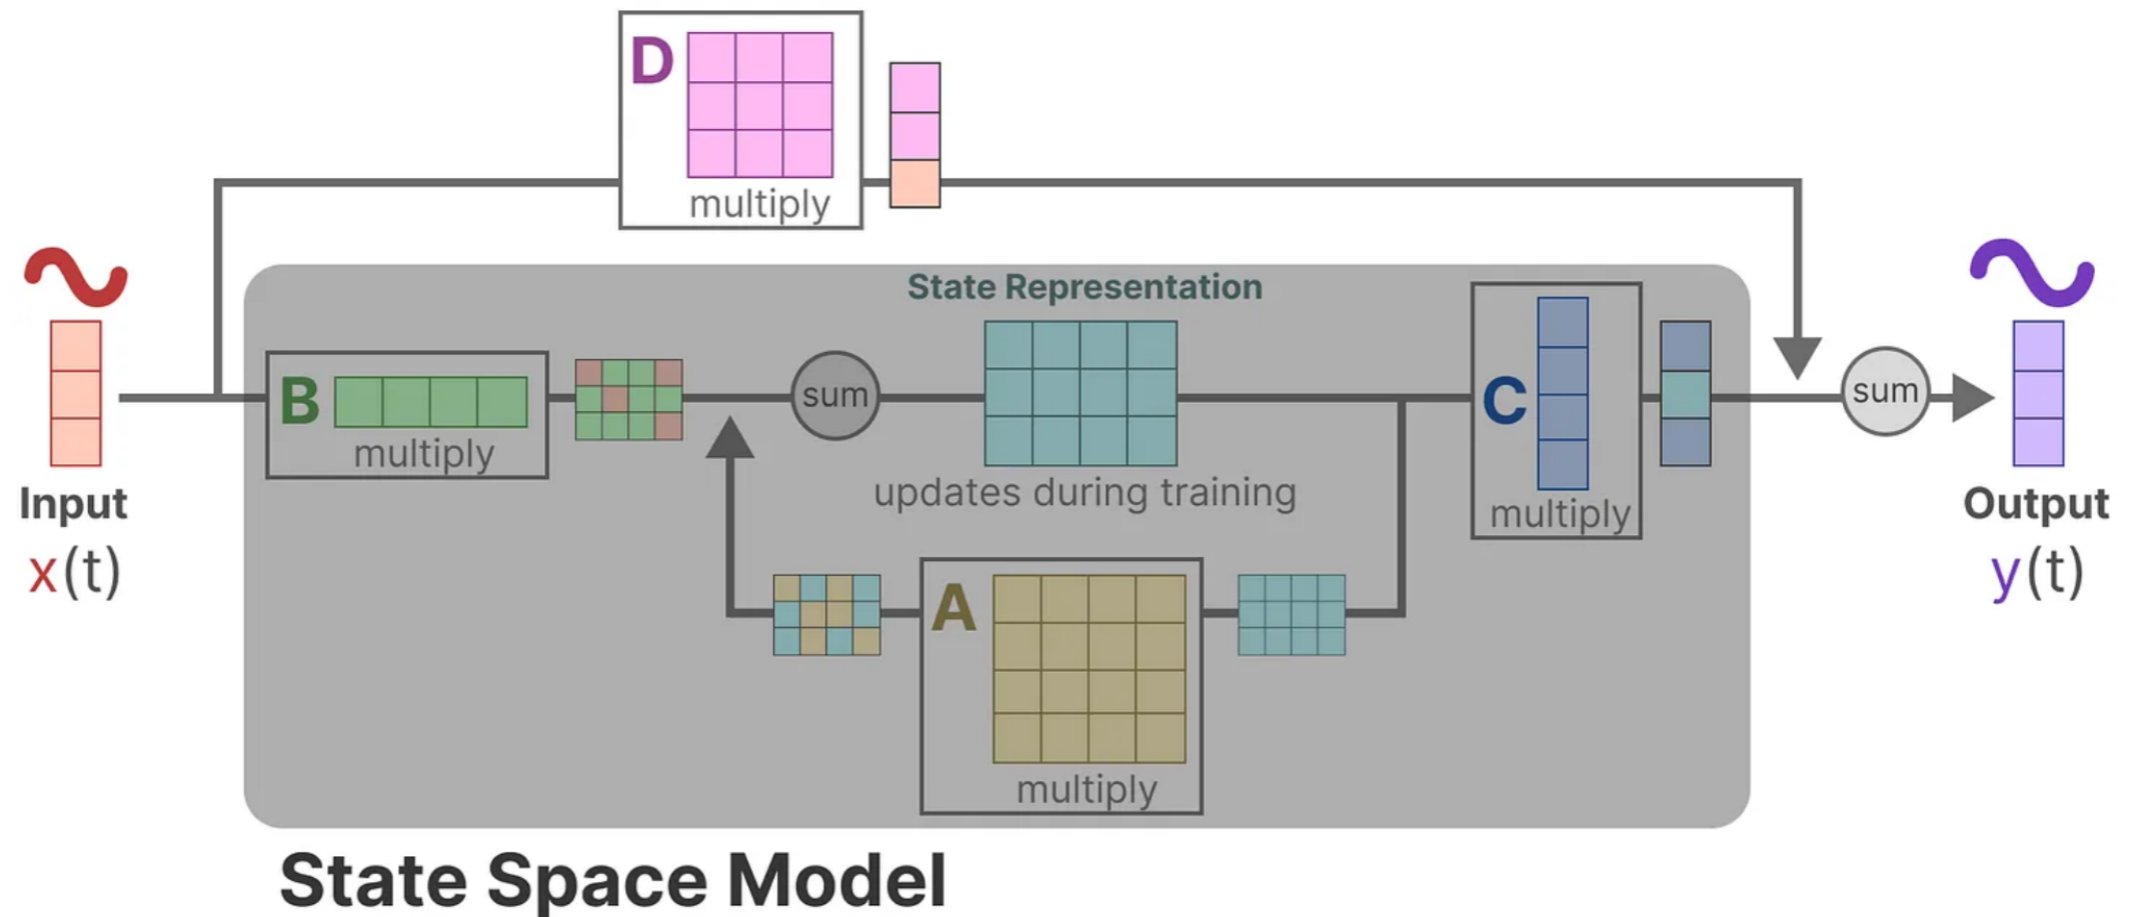 D
multiply
State Representation
B
multiply
sum
updates during training
C
multiply
sum
Input
x(t)
Output
y(t)
A
multiply
State Space Model